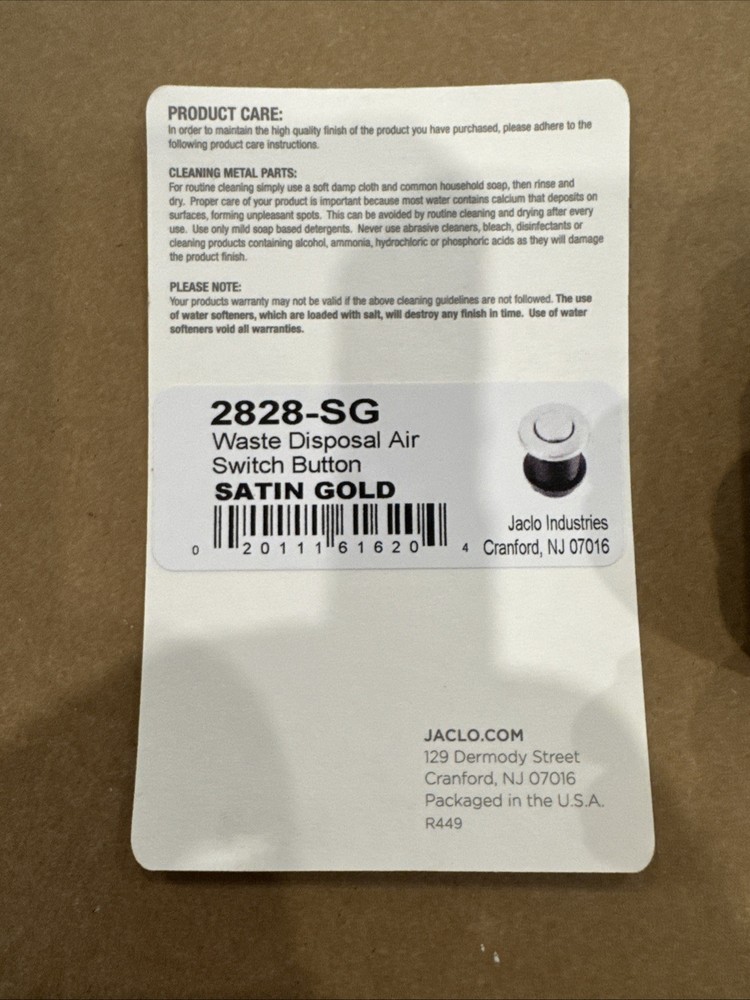 PRODUCT CARE:
In order to maintain the high quality finish of the product you have purchased, please adhere to the
following product care instructions.
CLEANING METAL PARTS:
For routine cleaning simply use a soft damp cloth and common household soap, then rinse and
dry. Proper care of your product is important because most water contains calcium that deposits on
surfaces, forming unpleasant spots. This can be avoided by routine cleaning and drying after every
use. Use only mild soap based detergents. Never use abrasive cleaners, bleach, disinfectants or
cleaning products containing alcohol, ammonia, hydrochloric or phosphoric acids as they will damage
the product finish.
PLEASE NOTE:
Your products warranty may not be valid if the above cleaning guidelines are not followed. The use
of water softeners, which are loaded with salt, will destroy any finish in time. Use of water
softeners void all warranties.
2828-SG
Waste Disposal Air
Switch Button
SATIN GOLD
0 20111 61620 4
Jaclo Industries
Cranford, NJ 07016
JACLO.COM
129 Dermody Street
Cranford, NJ 07016
Packaged in the U.S.A.
R449